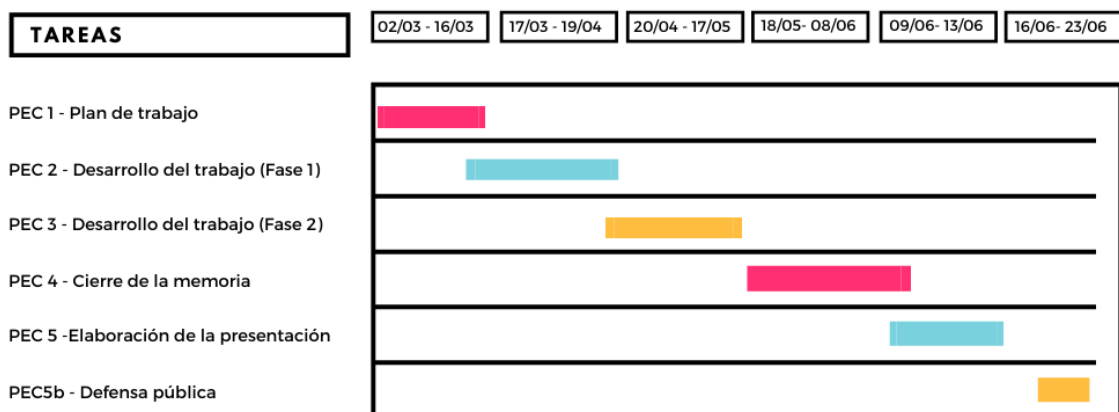 TAREAS
02/03 - 16/03
17/03 - 19/04
20/04 - 17/05
18/05 - 08/06
09/06- 13/06
16/06- 23/06
PEC 1 - Plan de trabajo
PEC 2 - Desarrollo del trabajo (Fase 1)
PEC 3 - Desarrollo del trabajo (Fase 2)
PEC 4 - Cierre de la memoria
PEC 5 -Elaboración de la presentación
PEC5b - Defensa pública